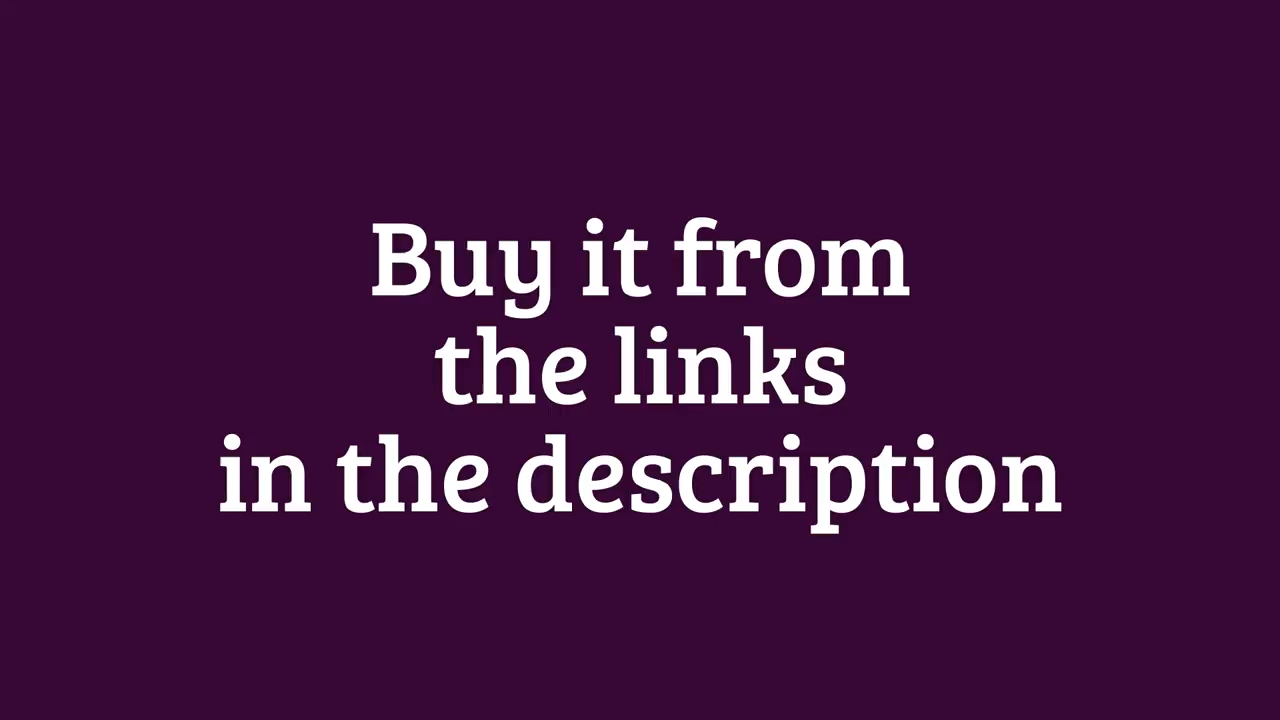 Buy it from
the links
in the description